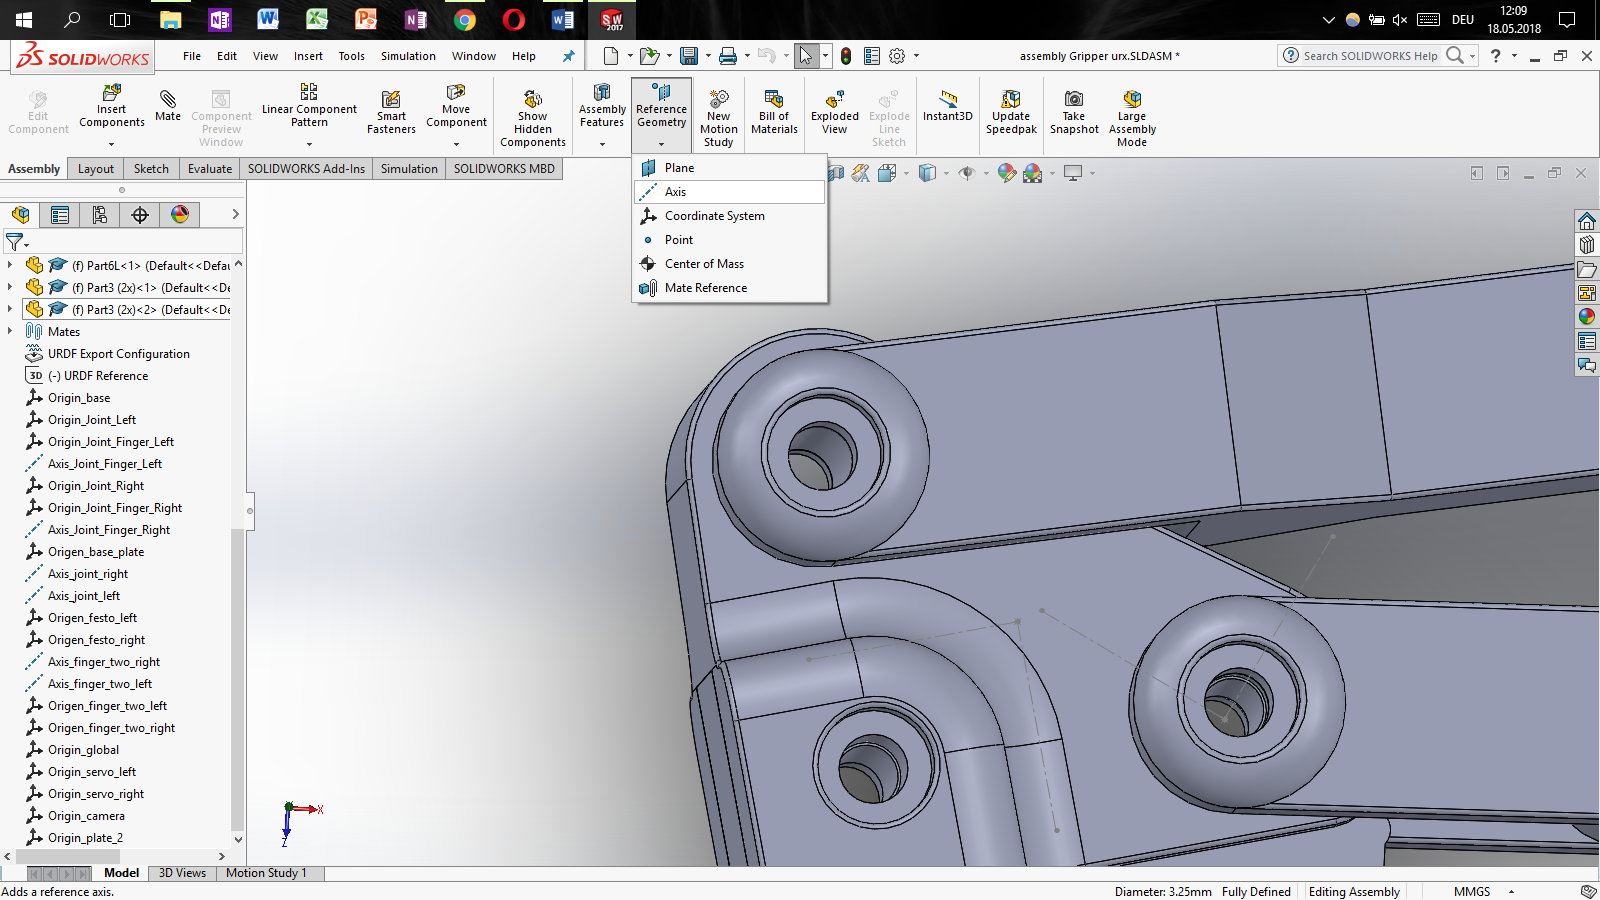 12:09
DEU
18.05.2018
SW
2017
SOLIDWORKS
File Edit View Insert Tools Simulation Window Help
assembly Gripper urx.SLDASM *
Search SOLIDWORKS Help
Edit Component
Insert Components
Mate
Component Preview Window
Linear Component Pattern
Smart Fasteners
Move Component
Show Hidden Components
Assembly Features
Reference Geometry
New Motion Study
Bill of Materials
Exploded View
Explode Line Sketch
Instant3D
Update Speedpak
Take Snapshot
Large Assembly Mode
Assembly Layout Sketch Evaluate SOLIDWORKS Add-Ins Simulation SOLIDWORKS MBD
Plane
Axis
Coordinate System
Point
Center of Mass
Mate Reference
(f) Part6L<1> (Default<<Defau
(f) Part3 (2x)<1> (Default<<De
(f) Part3 (2x)<2> (Default<<De
Mates
URDF Export Configuration
3D (-) URDF Reference
Origin_base
Origin_Joint_Left
Origin_Joint_Finger_Left
Axis_Joint_Finger_Left
Origin_Joint_Right
Origin_Joint_Finger_Right
Axis_Joint_Finger_Right
Origen_base_plate
Axis_joint_right
Axis_joint_left
Origen_festo_left
Origen_festo_right
Axis_finger_two_right
Axis_finger_two_left
Origen_finger_two_left
Origen_finger_two_right
Origin_global
Origin_servo_left
Origin_servo_right
Origin_camera
Origin_plate_2
X
Z
Model 3D Views Motion Study 1
Adds a reference axis.
Diameter: 3.25mm Fully Defined Editing Assembly MMGS